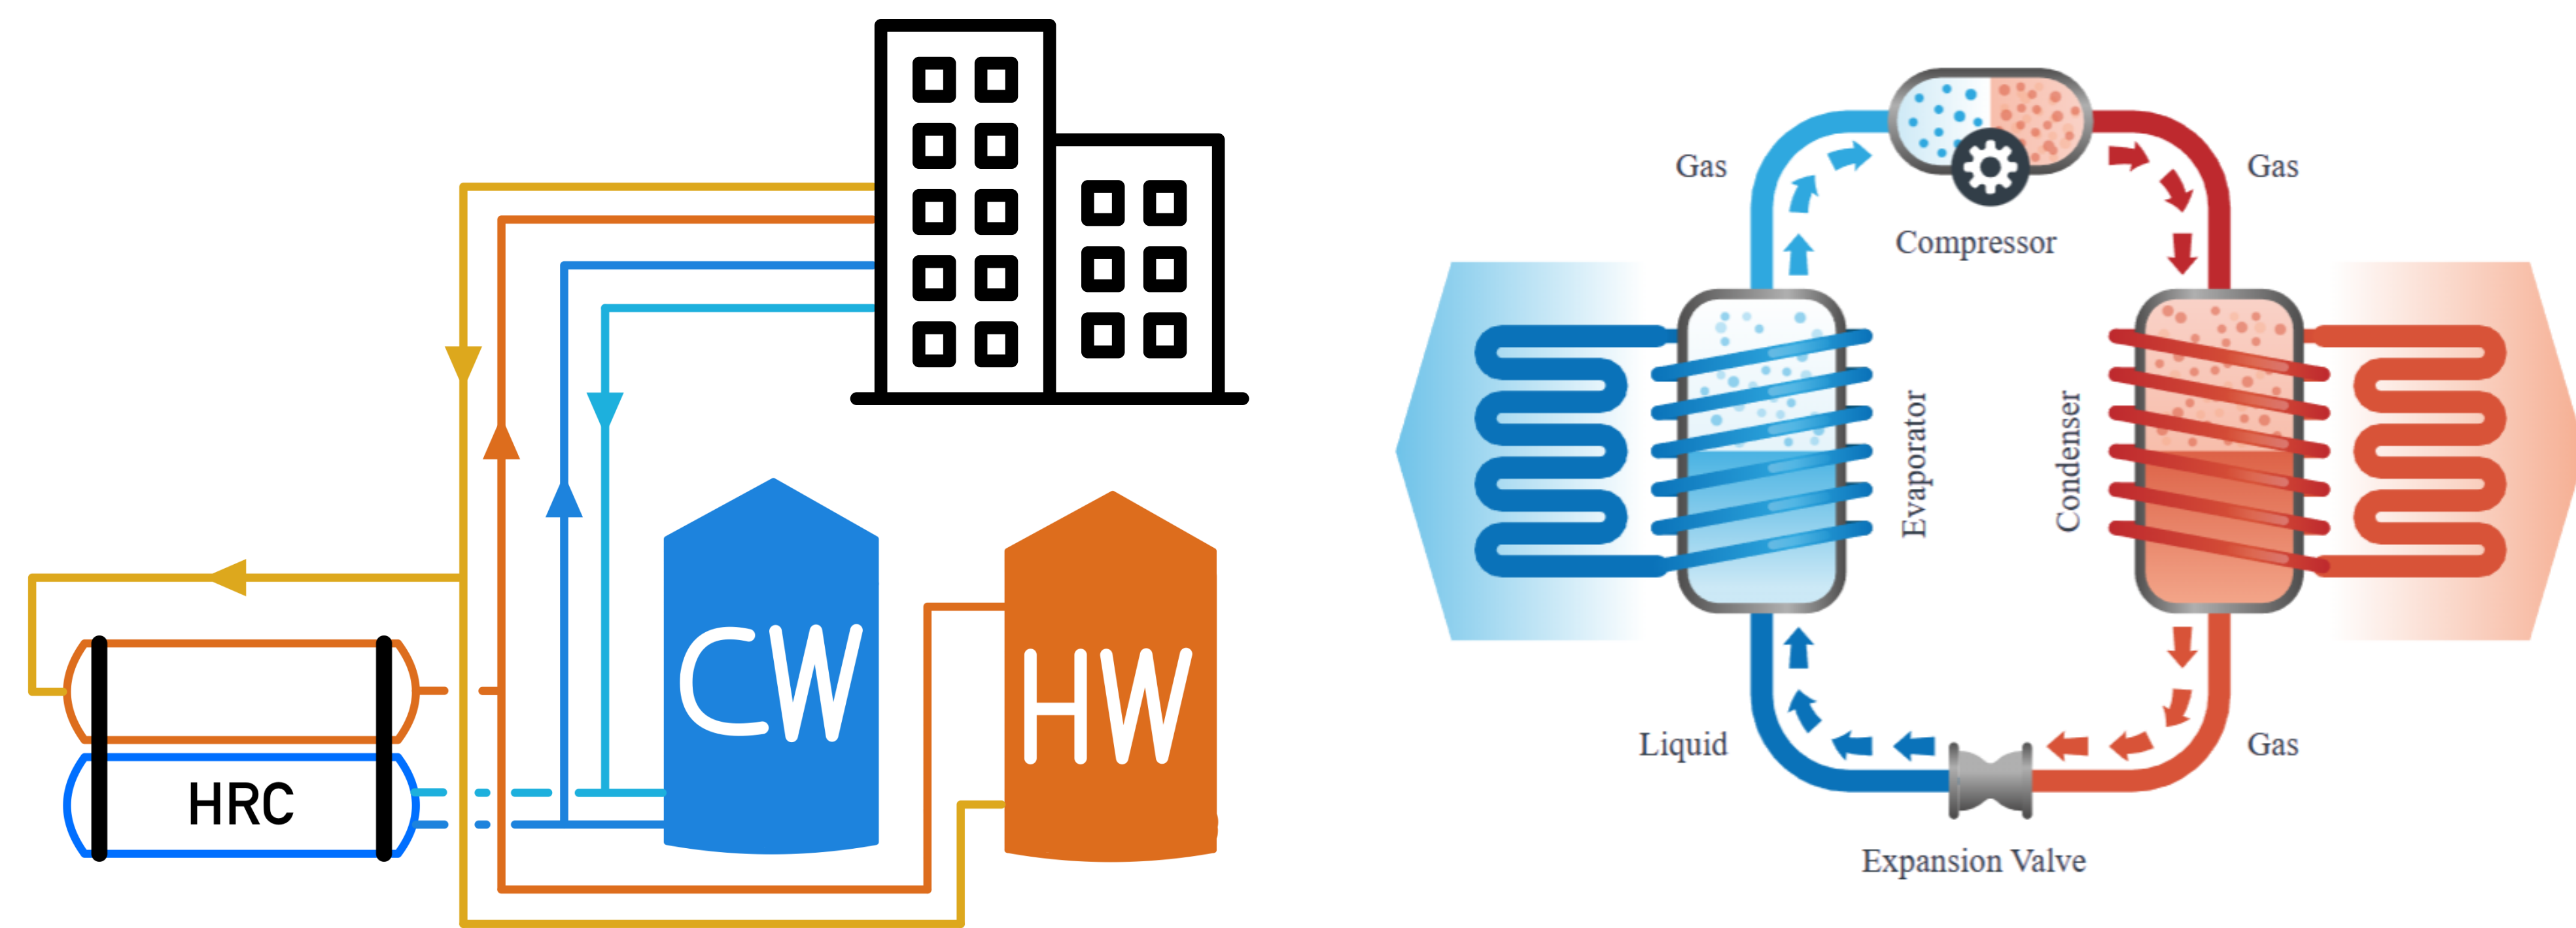 CW
HW
HRC
Gas
Gas
Compressor
Evaporator
Condenser
Liquid
Gas
Expansion Valve